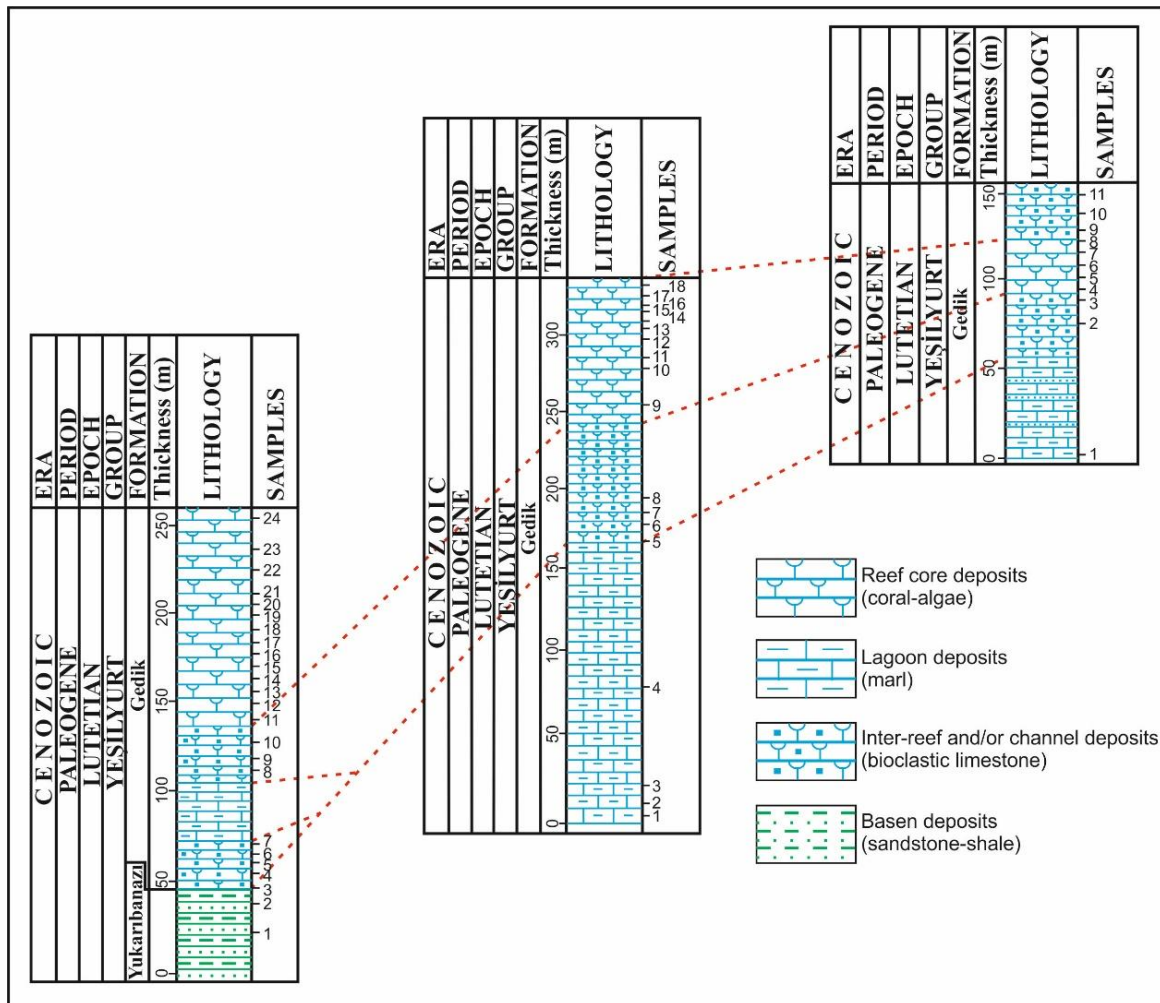 ERA
PERIOD
EPOCH
GROUP
FORMATION
Thickness (m)
LITHOLOGY
SAMPLES
CENOZOIC
PALEOGENE
LUTETIAN
YEŞİLYURT
Gedik
Yukarıbanazı
250
200
150
100
50
0
24
23
22
21
20
19
18
17
16
15
14
13
12
11
10
9
8
7
6
5
4
3
2
1
ERA
PERIOD
EPOCH
GROUP
FORMATION
Thickness (m)
LITHOLOGY
SAMPLES
CENOZOIC
PALEOGENE
LUTETIAN
YEŞİLYURT
Gedik
300
250
200
150
100
50
0
18
17 16
15 14
13
12
11
10
9
8
7
6
5
4
3
2
1
ERA
PERIOD
EPOCH
GROUP
FORMATION
Thickness (m)
LITHOLOGY
SAMPLES
CENOZOIC
PALEOGENE
LUTETIAN
YEŞİLYURT
Gedik
150
100
50
0
11
10
9
8
7
6
5
4
3
2
1
Reef core deposits
(coral-algae)
Lagoon deposits
(marl)
Inter-reef and/or channel deposits
(bioclastic limestone)
Basen deposits
(sandstone-shale)